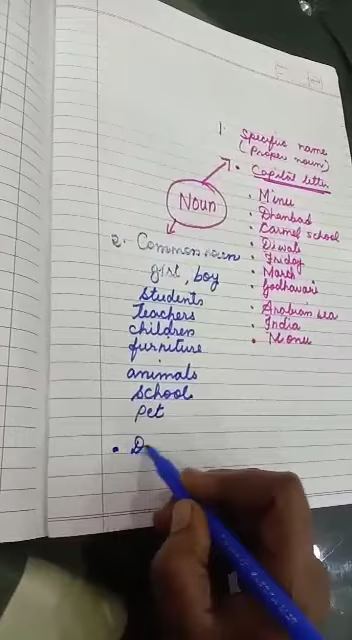 1. Specific name
(Proper noun)
• Capital letter
Noun
• Minu
• Dhanbad
• Carmel school
• Diwali
• Friday
• March
• Godhavari
• Arabian sea
• India
• Monu
2. Common noun
girl, boy
Students
Teachers
children
furniture
animals
School
Pet
• D